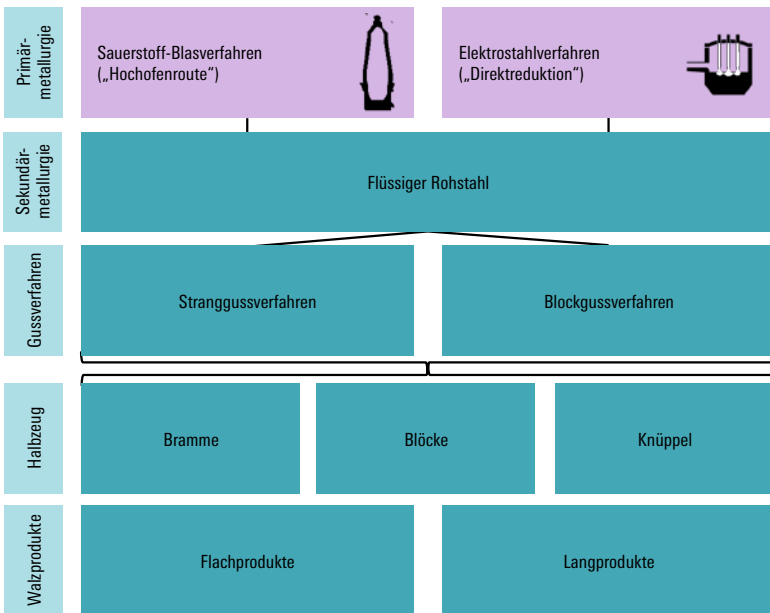 Primär-
metallurgie
Sauerstoff-Blasverfahren
(„Hochofenroute“)
Elektrostahlverfahren
(„Direktreduktion“)
Sekundär-
metallurgie
Flüssiger Rohstahl
Gussverfahren
Stranggussverfahren
Blockgussverfahren
Halbzeug
Bramme
Blöcke
Knüppel
Walzprodukte
Flachprodukte
Langprodukte